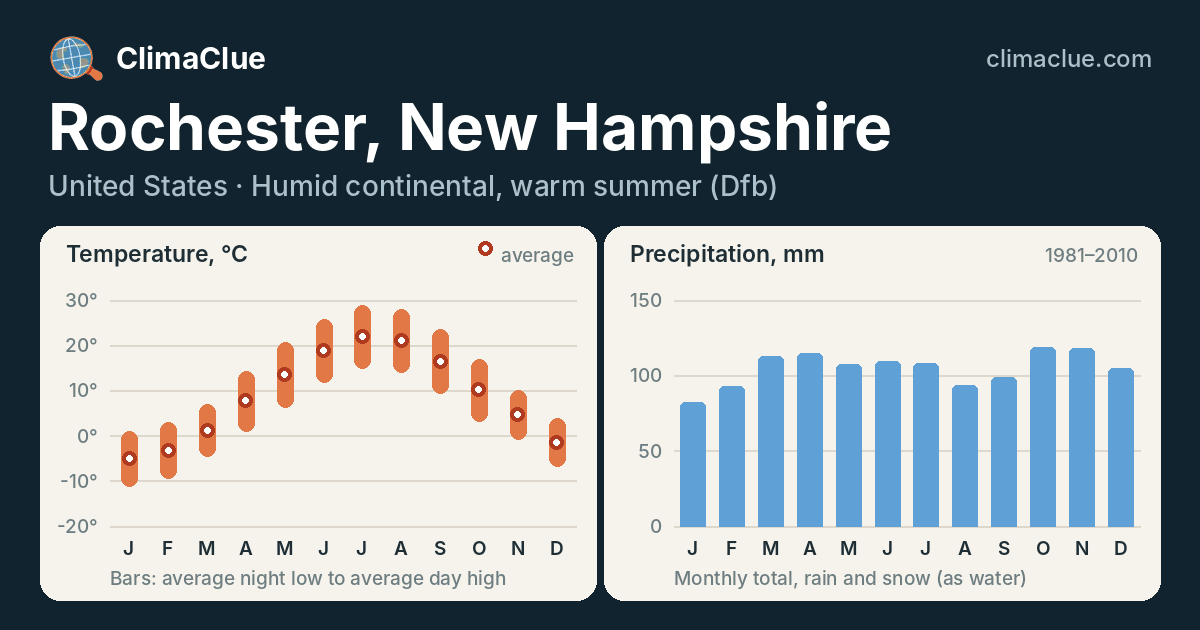 ClimaClue
climaclue.com
Rochester, New Hampshire
United States · Humid continental, warm summer (Dfb)
Temperature, °C
average
30°
20°
10°
0°
-10°
-20°
J F M A M J J A S O N D
Bars: average night low to average day high
Precipitation, mm
1981–2010
150
100
50
0
J F M A M J J A S O N D
Monthly total, rain and snow (as water)